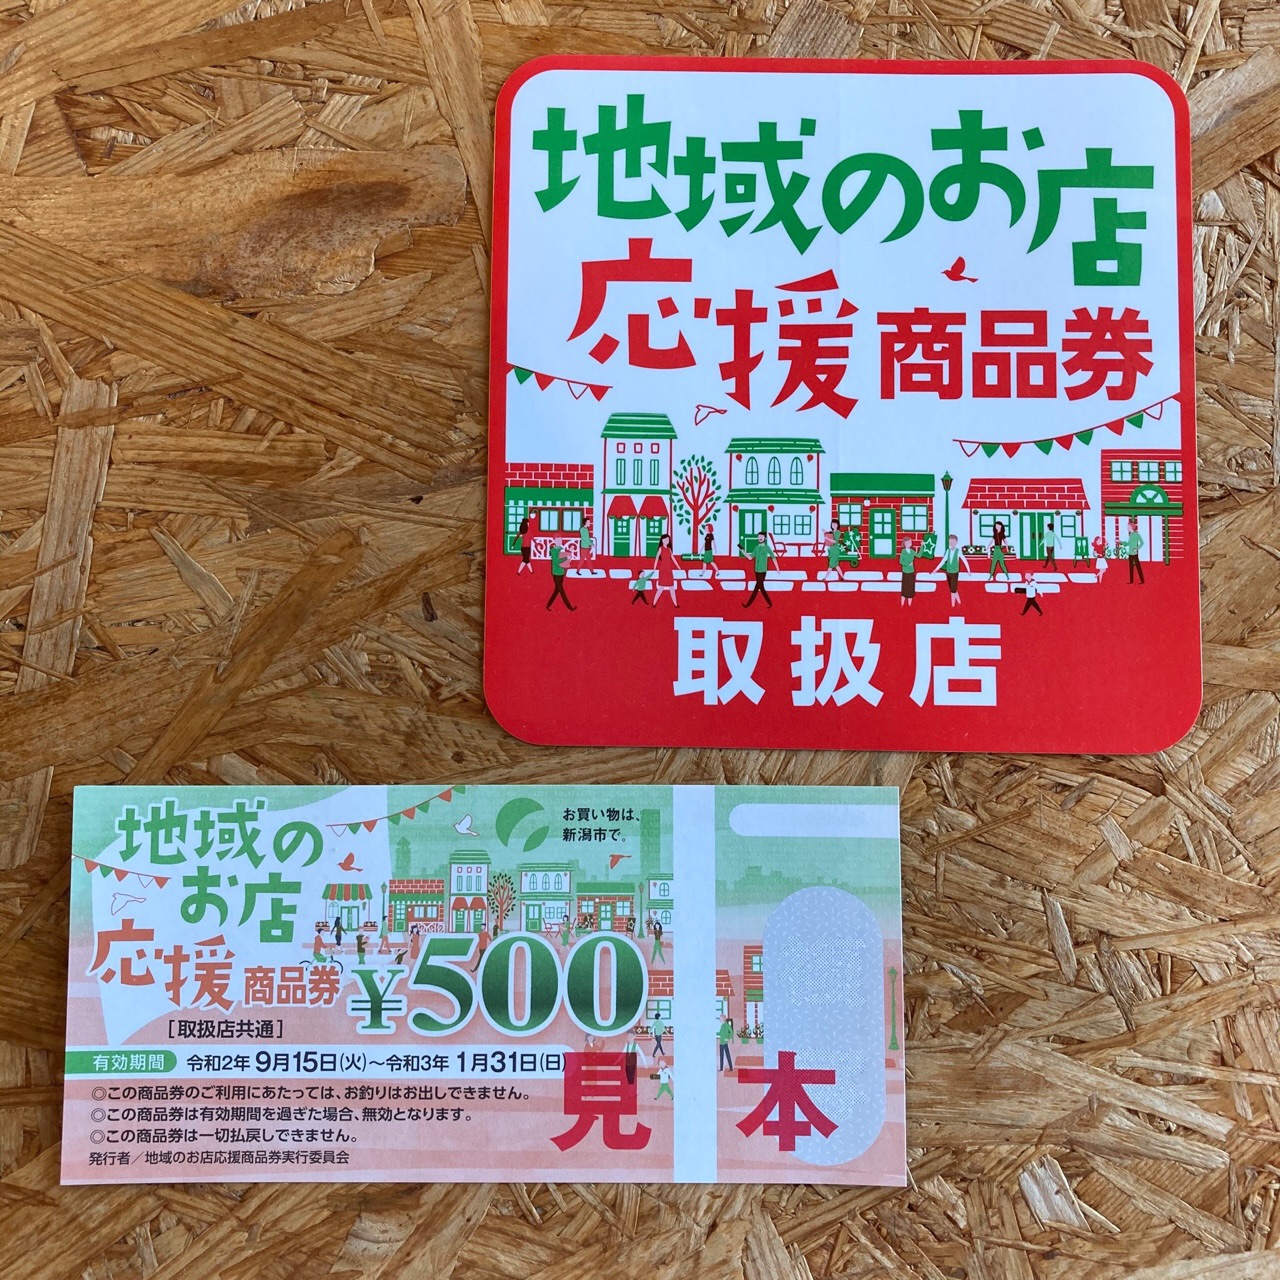 地域のお店
応援商品券
取扱店
地域の
お店
応援商品券
[取扱店共通]
お買い物は、
新潟市で。
¥500
有効期間 令和2年 9月15日(火)~令和3年 1月31日(日)
◎この商品券のご利用にあたっては、お釣りはお出しできません。
◎この商品券は有効期間を過ぎた場合、無効となります。
◎この商品券は一切払戻しできません。
発行者/地域のお店応援商品券実行委員会
見本